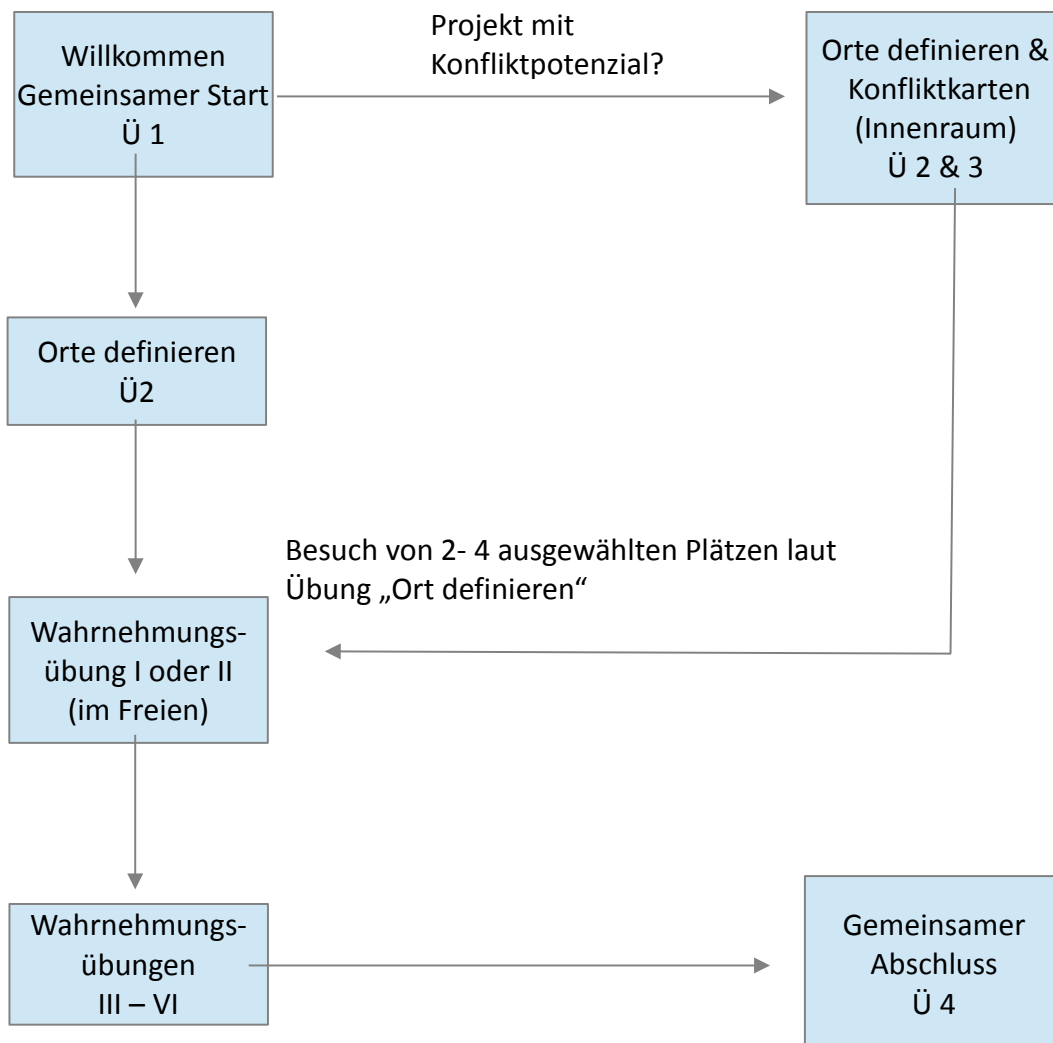 Willkommen
Gemeinsamer Start
Ü 1
Projekt mit
Konfliktpotenzial?
Orte definieren &
Konfliktkarten
(Innenraum)
Ü 2 & 3
Orte definieren
Ü2
Besuch von 2- 4 ausgewählten Plätzen laut
Übung „Ort definieren“
Wahrnehmungs-
übung I oder II
(im Freien)
Wahrnehmungs-
übungen
III – VI
Gemeinsamer
Abschluss
Ü 4